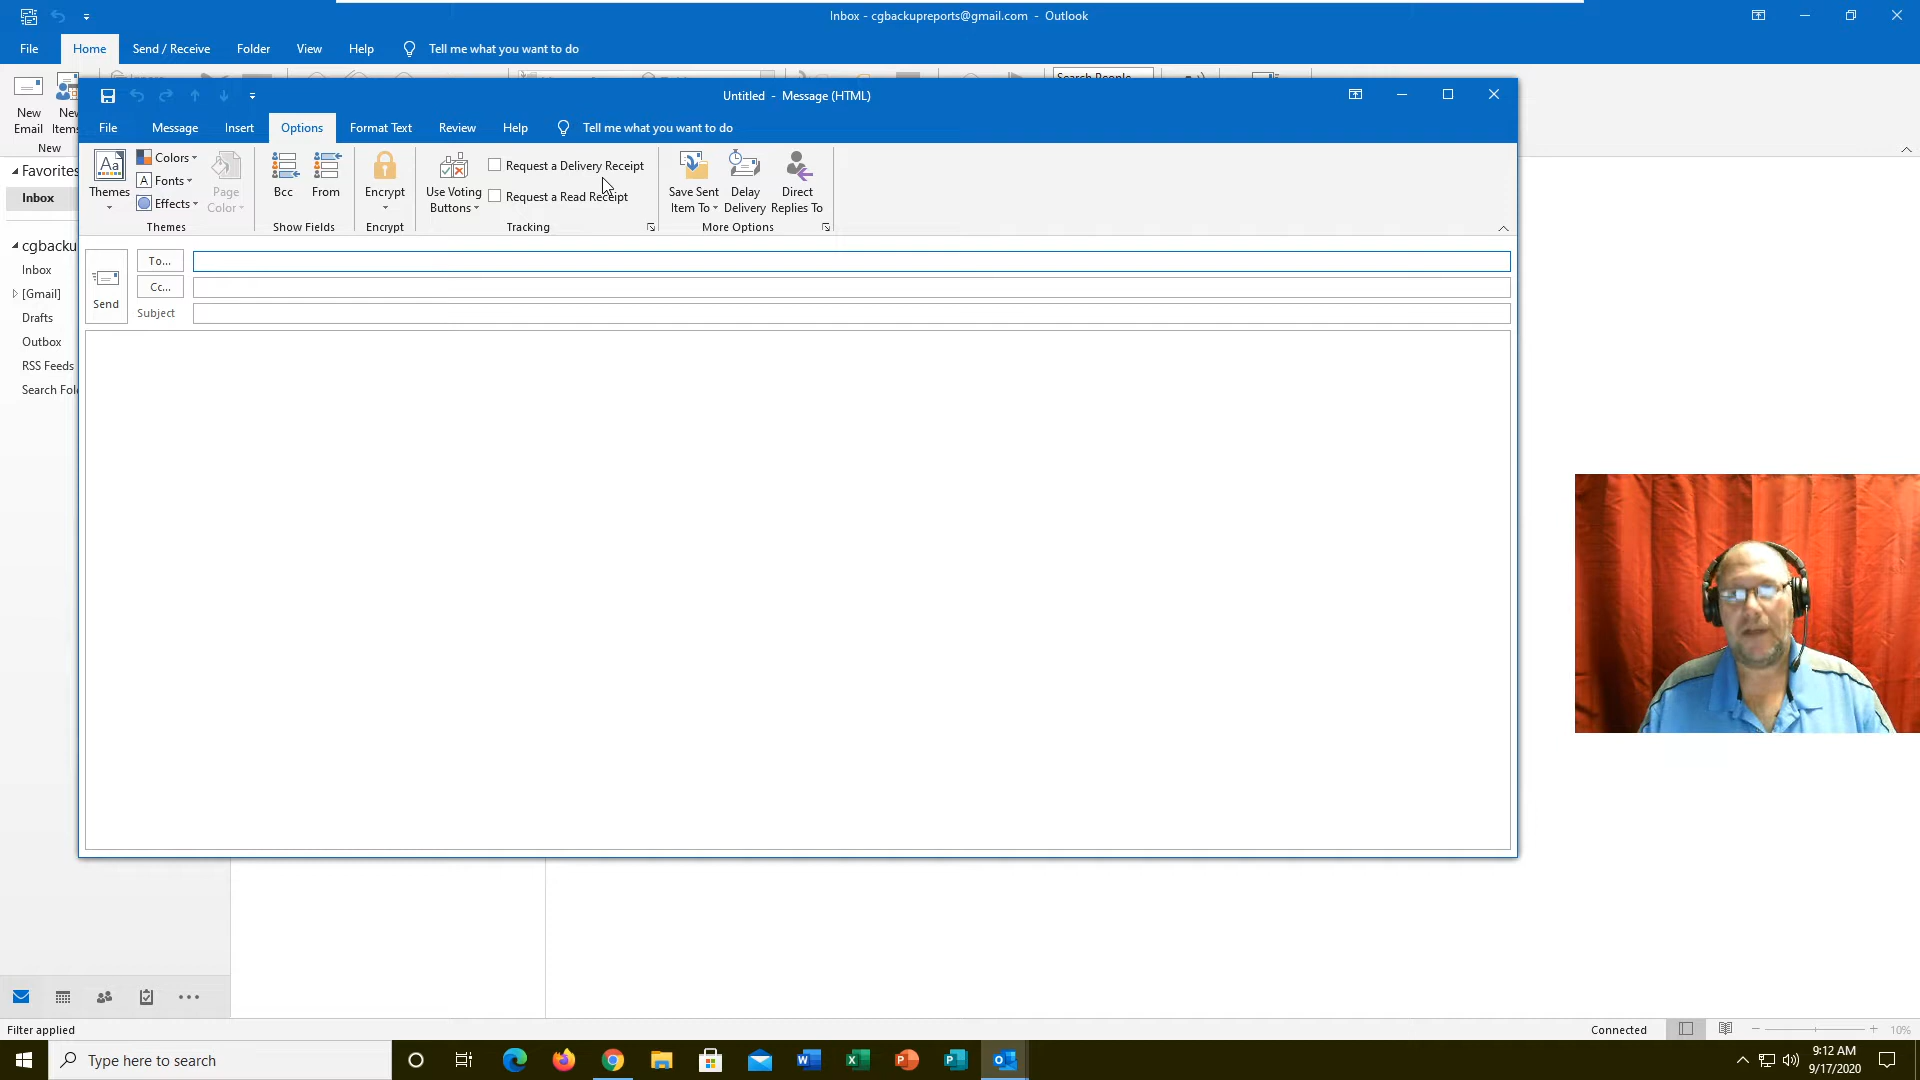 Inbox - cgbackupreports@gmail.com - Outlook
File Home Send / Receive Folder View Help Tell me what you want to do
Search People
New Email
New Items
New
Untitled - Message (HTML)
File Message Insert Options Format Text Review Help Tell me what you want to do
Aa
Themes
Colors
A Fonts
Effects
Page Color
Themes
Bcc
From
Show Fields
Encrypt
Encrypt
Use Voting Buttons
Request a Delivery Receipt
Request a Read Receipt
Tracking
Save Sent Item To
Delay Delivery
Direct Replies To
More Options
Send
To...
Cc...
Subject
Favorites
Inbox
cgbacku
Inbox
[Gmail]
Drafts
Outbox
RSS Feeds
Search Fol
Filter applied
Connected
10%
Type here to search
9:12 AM
9/17/2020